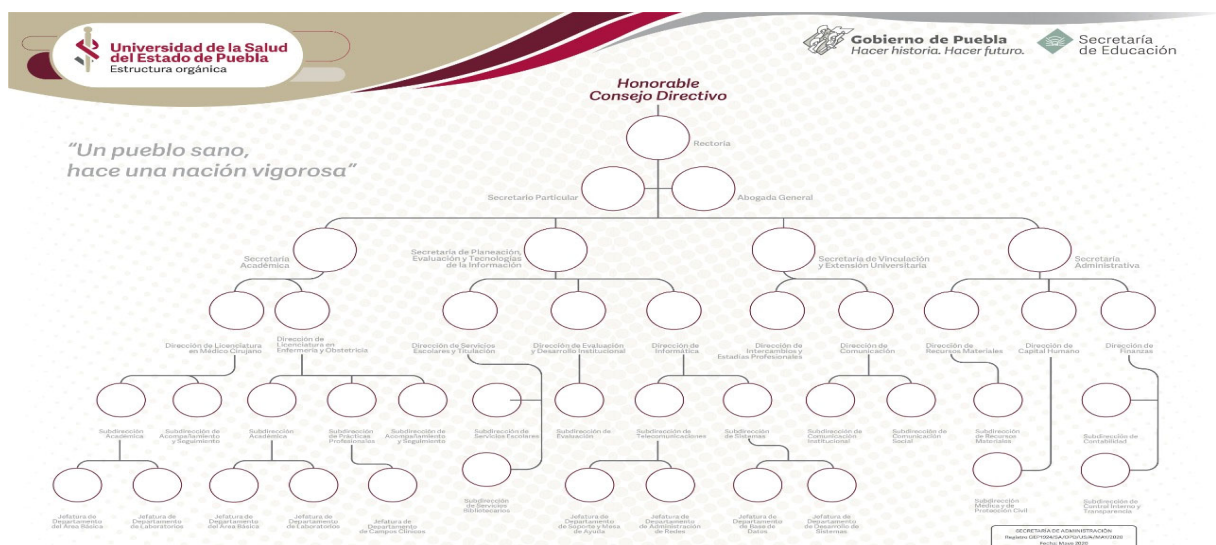 Universidad de la Salud
del Estado de Puebla
Estructura orgánica
Gobierno de Puebla
Hacer historia. Hacer futuro.
Secretaría
de Educación
Honorable
Consejo Directivo
"Un pueblo sano,
hace una nación vigorosa"
Rectoría
Secretario Particular
Abogada General
Secretaría
Académica
Secretaría de Planeación,
Evaluación y Tecnologías
de la Información
Secretaría de Vinculación
y Extensión Universitaria
Secretaría
Administrativa
Dirección de Licenciatura
en Médico Cirujano
Dirección de
Licenciatura en
Enfermería y Obstetricia
Dirección de Servicios
Escolares y Titulación
Dirección de Evaluación
y Desarrollo Institucional
Dirección de
Informática
Dirección de
Intercambios y
Estadías Profesionales
Dirección de
Comunicación
Dirección de
Recursos Materiales
Dirección de
Capital Humano
Dirección de
Finanzas
Subdirección
Académica
Subdirección de
Acompañamiento
y Seguimiento
Subdirección
Académica
Subdirección
de Prácticas
Profesionales
Subdirección de
Acompañamiento
y Seguimiento
Subdirección
de Servicios Escolares
Subdirección de
Evaluación
Subdirección de
Telecomunicaciones
Subdirección
de Sistemas
Subdirección de
Comunicación
Institucional
Subdirección de
Comunicación
Social
Subdirección
de Recursos
Materiales
Subdirección de
Contabilidad
Subdirección
de Servicios
Bibliotecarios
Subdirección
Médica y de
Protección Civil
Subdirección de
Control Interno y
Transparencia
Jefatura de
Departamento
del Área Básica
Jefatura de
Departamento
de Laboratorios
Jefatura de
Departamento
del Área Básica
Jefatura de
Departamento
de Laboratorios
Jefatura de
Departamento
de Campos Clínicos
Jefatura de
Departamento
de Soporte y Mesa
de Ayuda
Jefatura de
Departamento
de Administración
de Redes
Jefatura de
Departamento
de Base de
Datos
Jefatura de
Departamento
de Desarrollo de
Sistemas
SECRETARÍA DE ADMINISTRACIÓN
Fecha: Mayo 2020